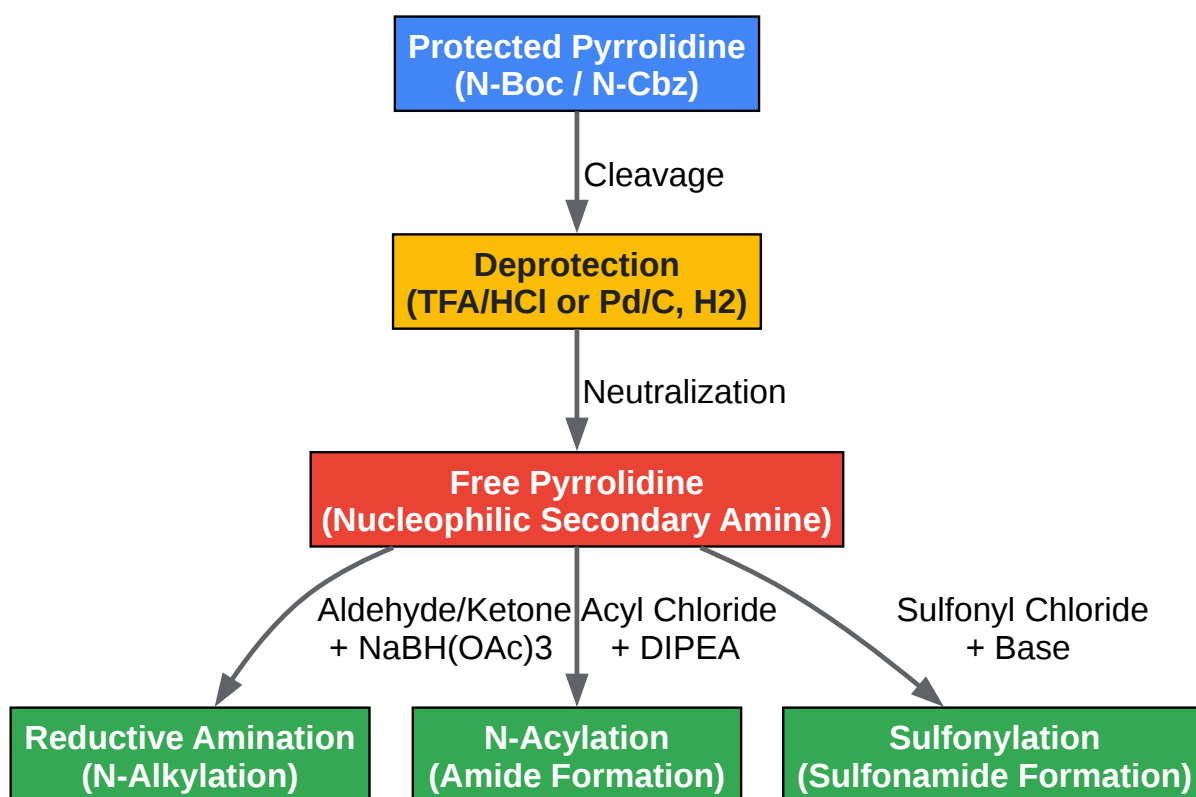 Protected Pyrrolidine
(N-Boc / N-Cbz)
Cleavage
Deprotection
(TFA/HCl or Pd/C, H2)
Neutralization
Free Pyrrolidine
(Nucleophilic Secondary Amine)
Aldehyde/Ketone
+ NaBH(OAc)3
Acyl Chloride
+ DIPEA
Sulfonyl Chloride
+ Base
Reductive Amination
(N-Alkylation)
N-Acylation
(Amide Formation)
Sulfonylation
(Sulfonamide Formation)